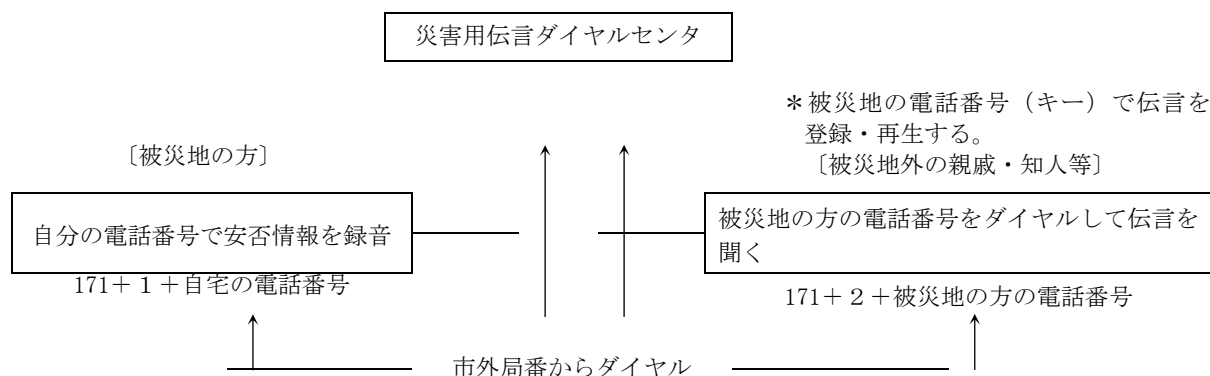 災害用伝言ダイヤルセンタ
*被災地の電話番号(キー)で伝言を
登録・再生する。
〔被災地の方〕
〔被災地外の親戚・知人等〕
自分の電話番号で安否情報を録音
被災地の方の電話番号をダイヤルして伝言を
聞く
171+1+自宅の電話番号
171+2+被災地の方の電話番号
市外局番からダイヤル